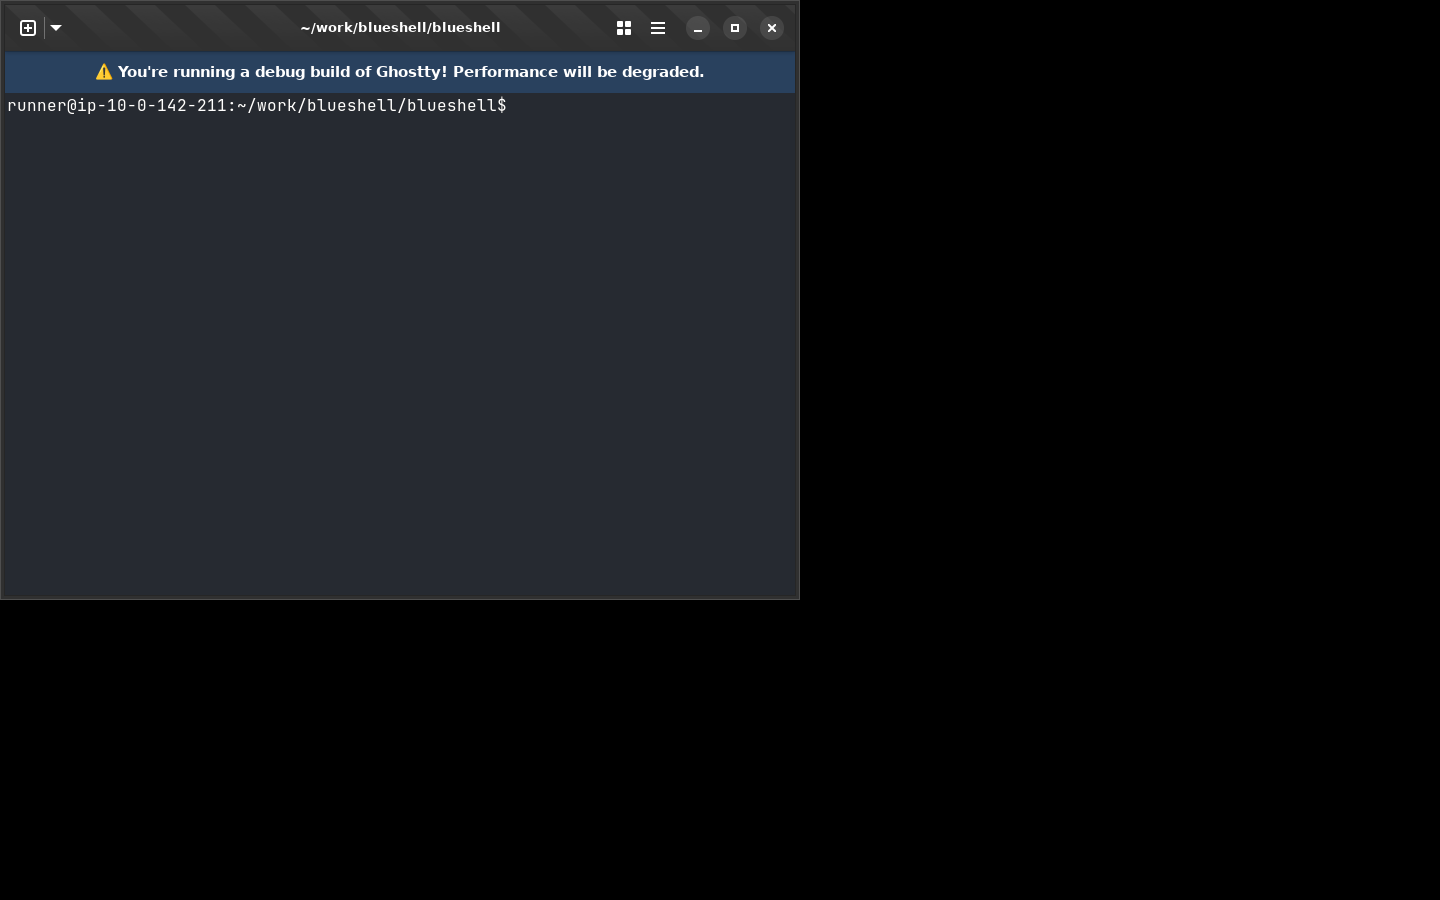 ~/work/blueshell/blueshell
⚠️ You're running a debug build of Ghostty! Performance will be degraded.
runner@ip-10-0-142-211:~/work/blueshell/blueshell$